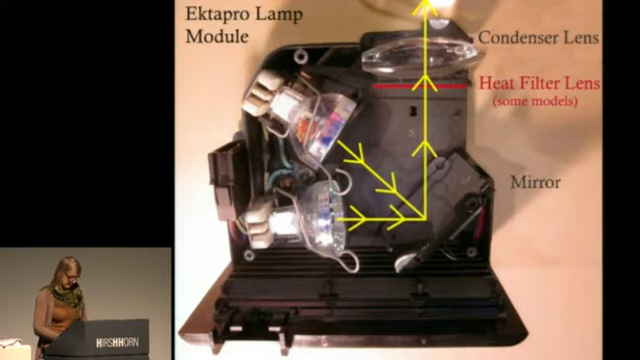 Ektapro Lamp
Module
Condenser Lens
Heat Filter Lens
(some models)
Mirror
HIRSHHORN